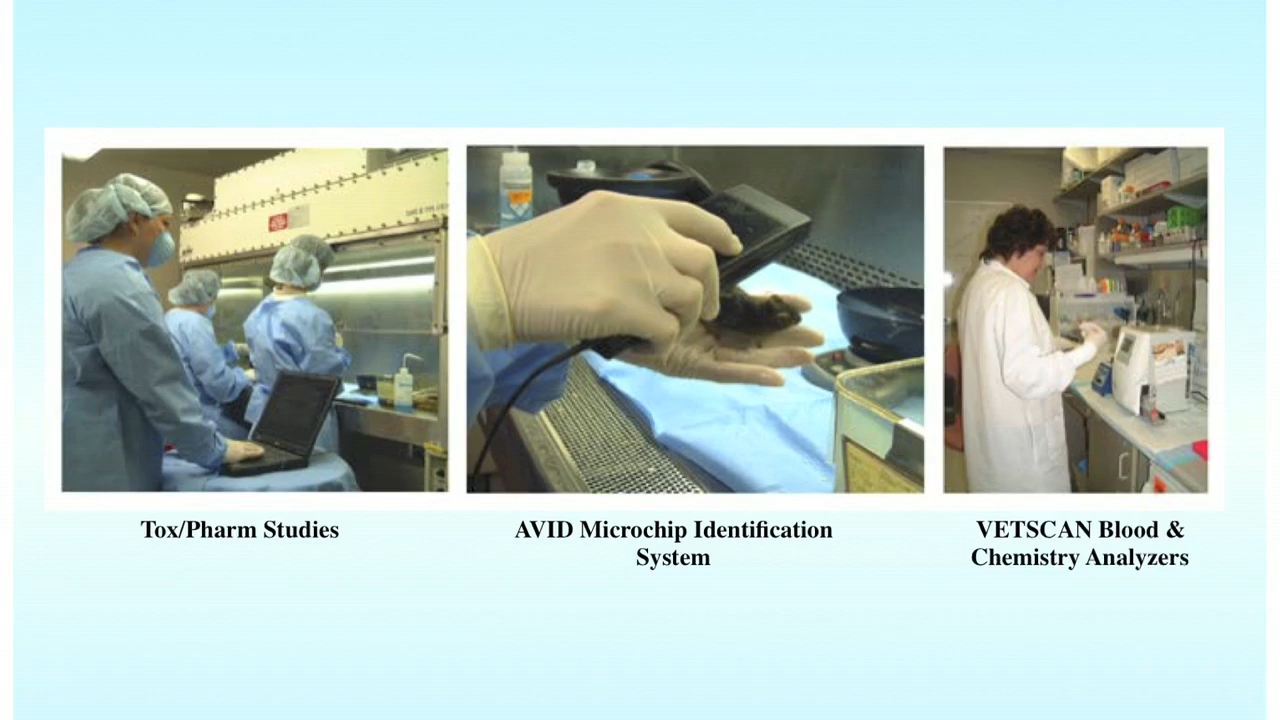 Tox/Pharm Studies
AVID Microchip Identification
System
VETSCAN Blood &
Chemistry Analyzers